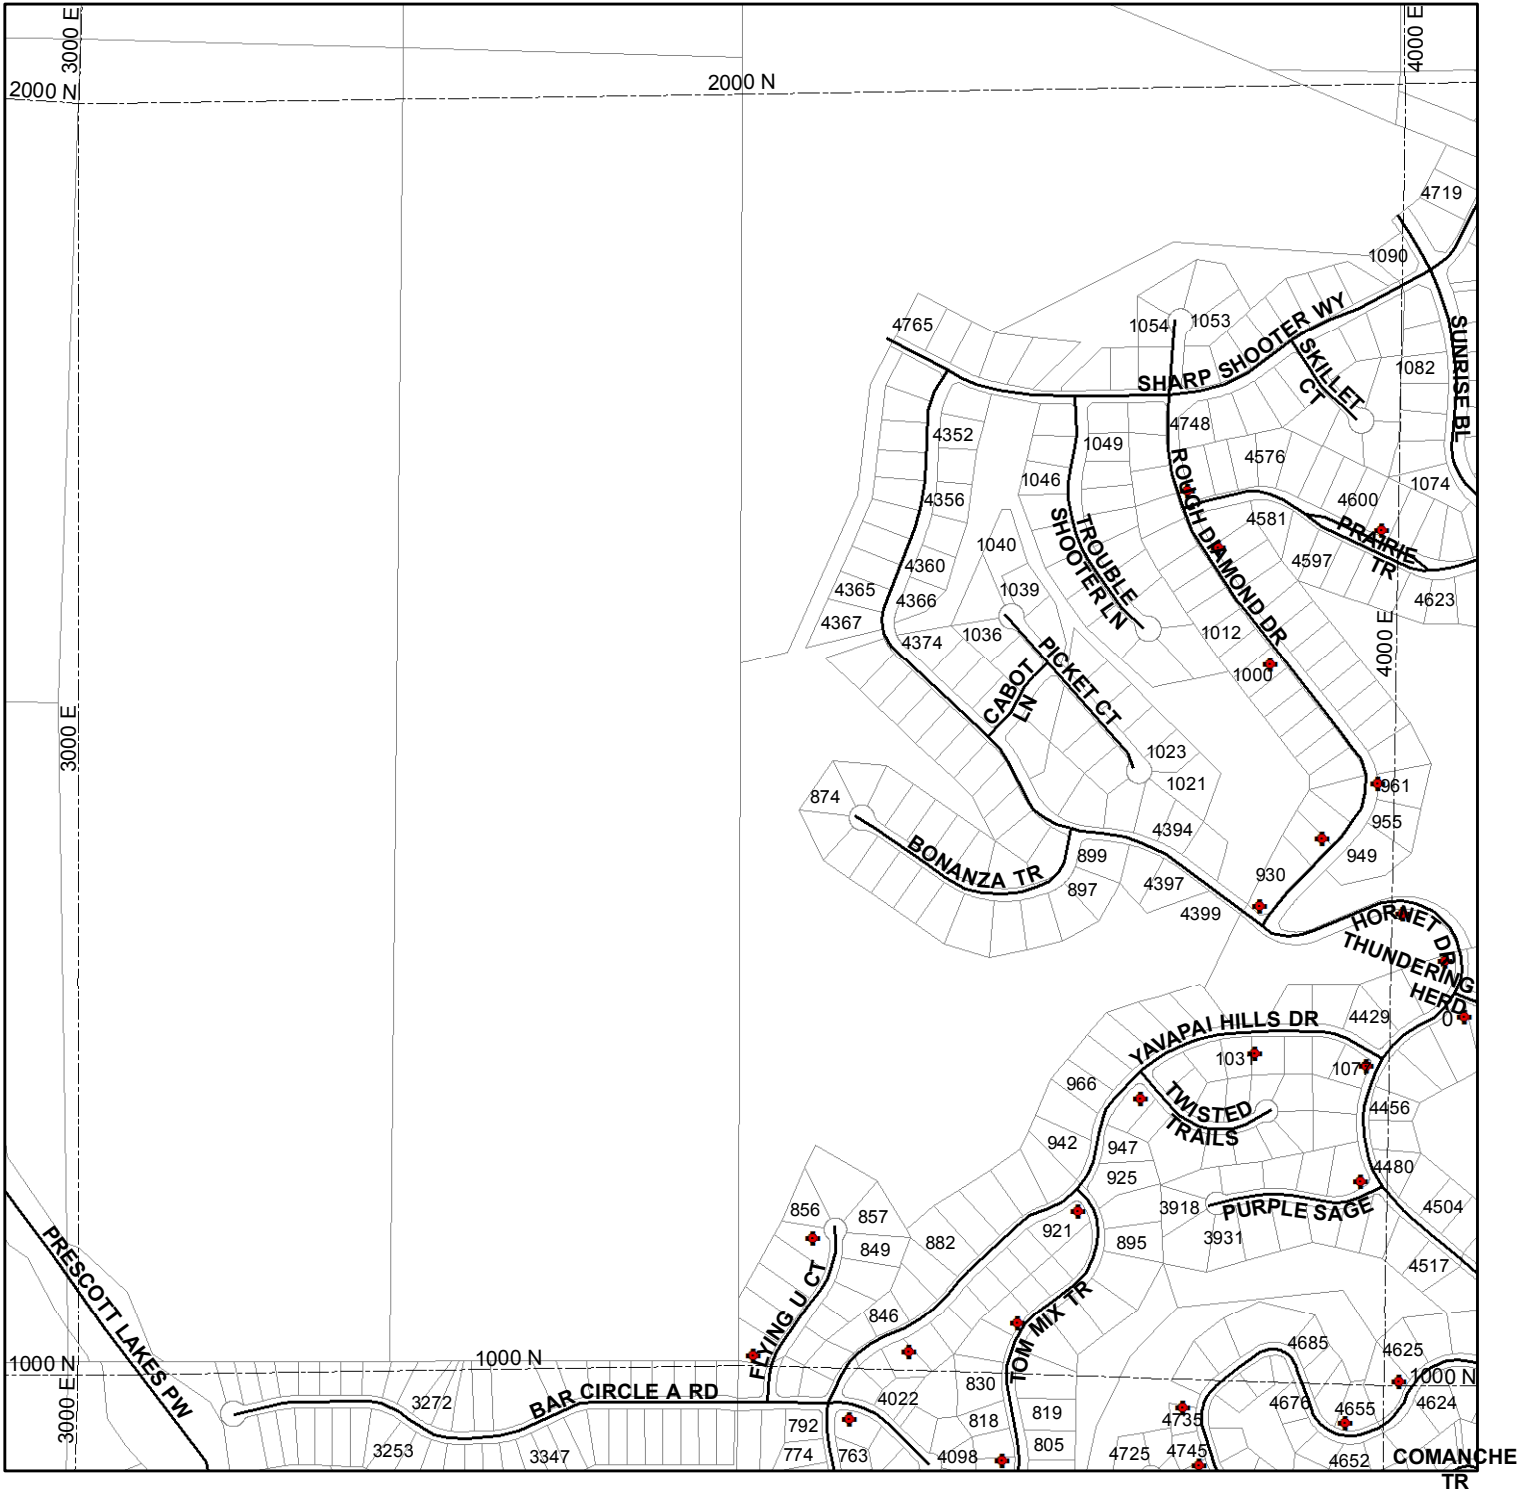 3000 E
4000 E
2000 N
2000 N
4719
1090
4765
1054
1053
SHARP SHOOTER WY
SUNRISE BL
SKILLET
CT
1082
4352
1049
4748
4576
1074
4356
1046
ROUGH DIAMOND DR
4600
4581
TROUBLE
SHOOTER LN
PRAIRIE
TR
1040
4597
4360
4365
1039
4366
4623
4367
1036
4374
1012
4000 E
PICKET CT
CABOT
LN
1000
3000 E
1023
1021
961
874
4394
955
BONANZA TR
899
949
897
4397
930
4399
HORNET DR
THUNDERING
HERD
0
4429
YAVAPAI HILLS DR
1031
1071
966
TWISTED
TRAILS
4456
942
947
925
4480
3918
PURPLE SAGE
4504
856
857
921
895
3931
882
849
4517
PRESCOTT LAKES PW
FLYING U CT
846
TOM MIX TR
4685
4625
1000 N
1000 N
1000 N
3000 E
3272
BAR CIRCLE A RD
4022
830
4676
4655
4624
792
818
819
4735
3253
3347
774
763
4098
805
4725
4745
4652
COMANCHE
TR